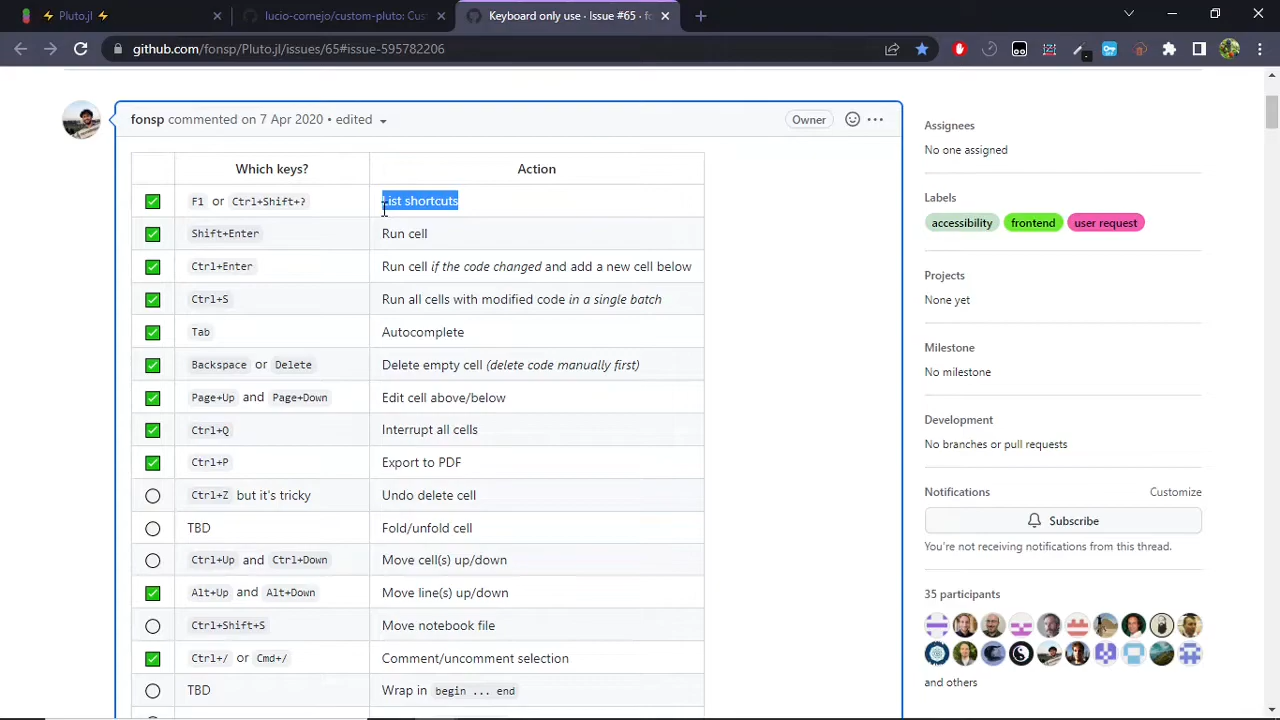 Pluto.jl
lucio-cornejo/custom-pluto: Cus
Keyboard only use · Issue #65 · fo
github.com/fonsp/Pluto.jl/issues/65#issue-595782206
fonsp commented on 7 Apr 2020 • edited
Owner
Which keys? Action
F1 or Ctrl+Shift+? List shortcuts
Shift+Enter Run cell
Ctrl+Enter Run cell if the code changed and add a new cell below
Ctrl+S Run all cells with modified code in a single batch
Tab Autocomplete
Backspace or Delete Delete empty cell (delete code manually first)
Page+Up and Page+Down Edit cell above/below
Ctrl+Q Interrupt all cells
Ctrl+P Export to PDF
Ctrl+Z but it's tricky Undo delete cell
TBD Fold/unfold cell
Ctrl+Up and Ctrl+Down Move cell(s) up/down
Alt+Up and Alt+Down Move line(s) up/down
Ctrl+Shift+S Move notebook file
Ctrl+/ or Cmd+/ Comment/uncomment selection
TBD Wrap in begin ... end
Assignees
No one assigned
Labels
accessibility frontend user request
Projects
None yet
Milestone
No milestone
Development
No branches or pull requests
Notifications Customize
Subscribe
You're not receiving notifications from this thread.
35 participants
and others